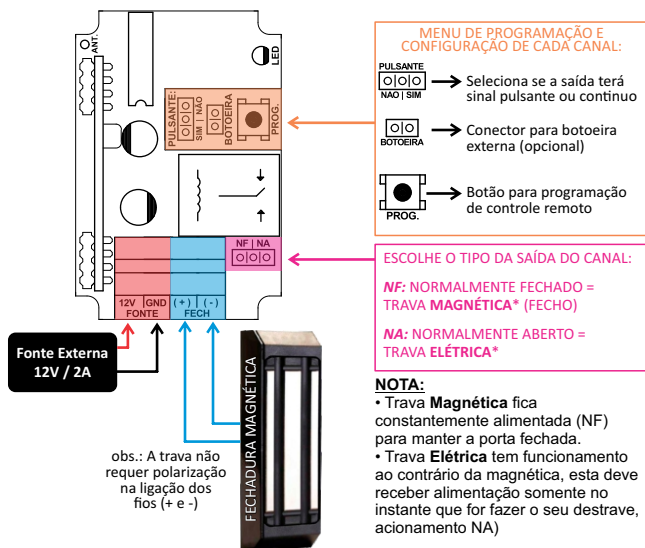 ANT.
LED
PULSANTE:
SIM | NÃO
BOTOEIRA
PROG.
NF | NA
12V
GND
(+)
(-)
FONTE
FECH
Fonte Externa
12V / 2A
obs.: A trava não
requer polarização
na ligação dos
fios (+ e -)
FECHADURA MAGNÉTICA
MENU DE PROGRAMAÇÃO E
CONFIGURAÇÃO DE CADA CANAL:
PULSANTE
NAO | SIM
Seleciona se a saída terá
sinal pulsante ou continuo
BOTOEIRA
Conector para botoeira
externa (opcional)
PROG.
Botão para programação
de controle remoto
ESCOLHE O TIPO DA SAÍDA DO CANAL:
NF: NORMALMENTE FECHADO =
TRAVA MAGNÉTICA* (FECHO)
NA: NORMALMENTE ABERTO =
TRAVA ELÉTRICA*
NOTA:
• Trava Magnética fica
constantemente alimentada (NF)
para manter a porta fechada.
• Trava Elétrica tem funcionamento
ao contrário da magnética, esta deve
receber alimentação somente no
instante que for fazer o seu destrave,
acionamento NA)